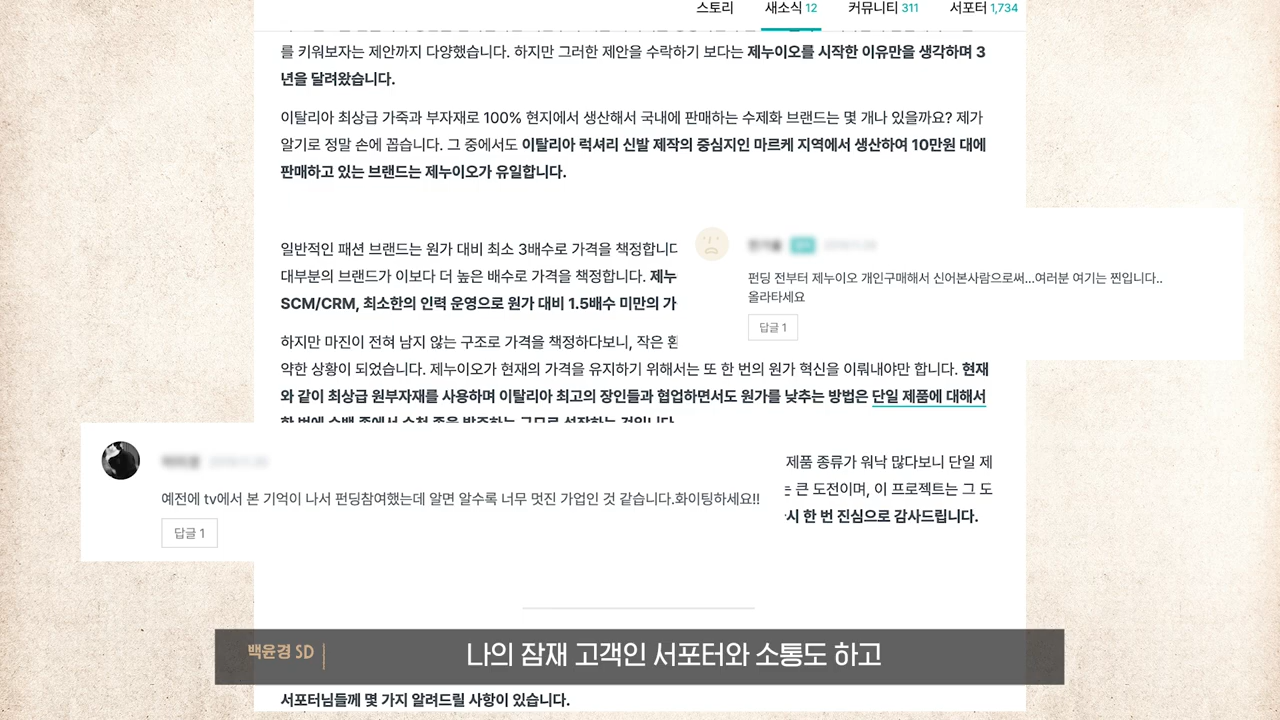 스토리 새소식 12 커뮤니티 311 서포터 1,734
를 키워보자는 제안까지 다양했습니다. 하지만 그러한 제안을 수락하기 보다는 제누이오를 시작한 이유만을 생각하며 3
년을 달려왔습니다.
이탈리아 최상급 가죽과 부자재로 100% 현지에서 생산해서 국내에 판매하는 수제화 브랜드는 몇 개나 있을까요? 제가
알기로 정말 손에 꼽습니다. 그 중에서도 이탈리아 럭셔리 신발 제작의 중심지인 마르케 지역에서 생산하여 10만원 대에
판매하고 있는 브랜드는 제누이오가 유일합니다.
일반적인 패션 브랜드는 원가 대비 최소 3배수로 가격을 책정합니다
대부분의 브랜드가 이보다 더 높은 배수로 가격을 책정합니다. 제누
SCM/CRM, 최소한의 인력 운영으로 원가 대비 1.5배수 미만의 가
펀딩 전부터 제누이오 개인구매해서 신어본사람으로써...여러분 여기는 찐입니다..
올라타세요
답글 1
하지만 마진이 전혀 남지 않는 구조로 가격을 책정하다보니, 작은
약한 상황이 되었습니다. 제누이오가 현재의 가격을 유지하기 위해서는 또 한 번의 원가 혁신을 이뤄내야만 합니다. 현재
와 같이 최상급 원부자재를 사용하며 이탈리아 최고의 장인들과 협업하면서도 원가를 낮추는 방법은 단일 제품에 대해서
예전에 tv에서 본 기억이 나서 펀딩참여했는데 알면 알수록 너무 멋진 가업인 것 같습니다.화이팅하세요!!
답글 1
제품 종류가 워낙 많다보니 단일 제
큰 도전이며, 이 프로젝트는 그 도
시 한 번 진심으로 감사드립니다.
백윤경 SD
나의 잠재 고객인 서포터와 소통도 하고
서포터님들께 몇 가지 알려드릴 사항이 있습니다.